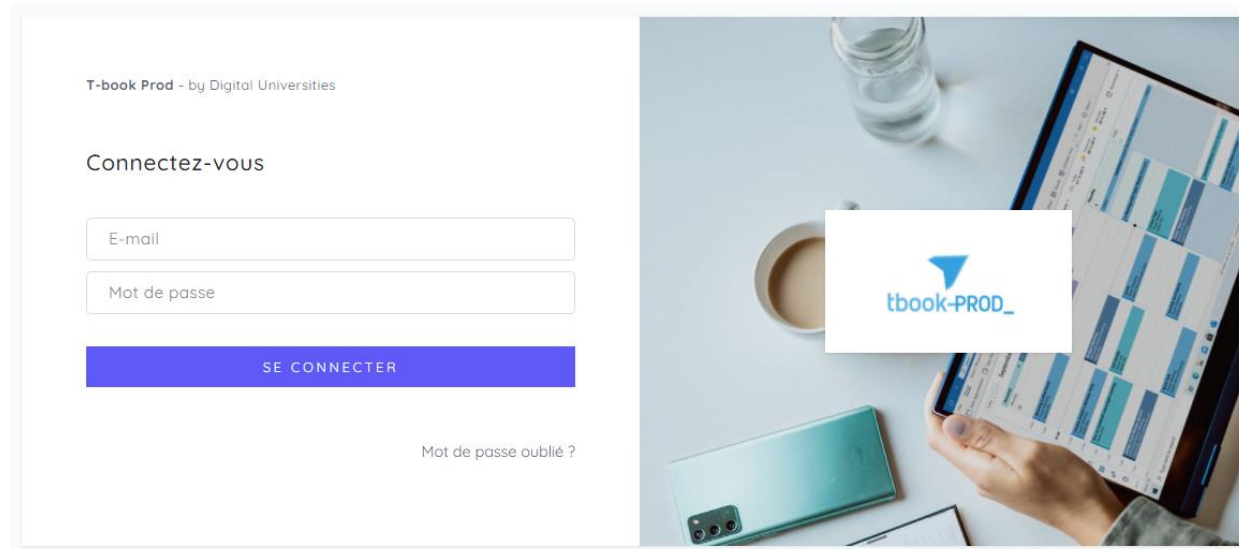 T-book Prod - by Digital Universities
Connectez-vous
E-mail
Mot de passe
SE CONNECTER
Mot de passe oublié ?
tbook-PROD_